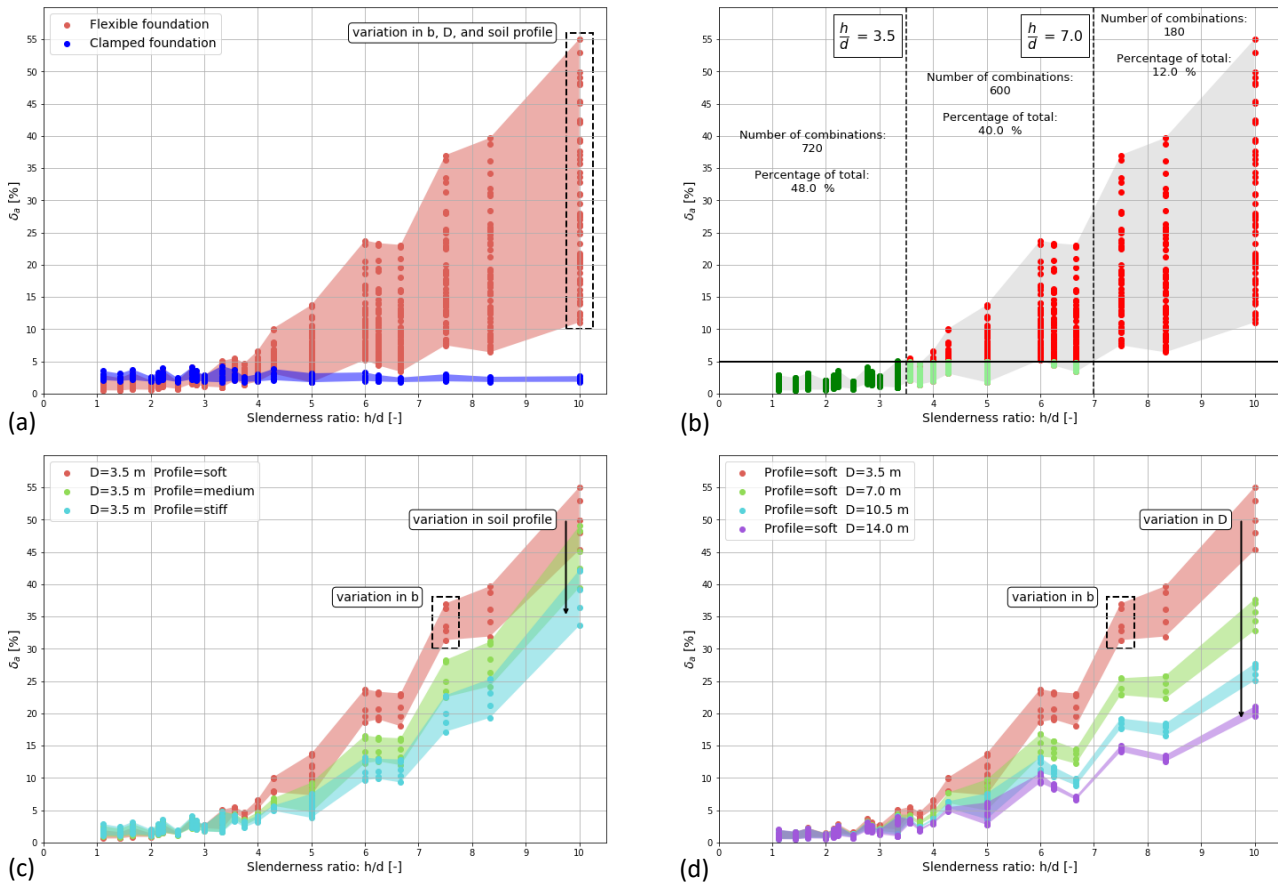 Flexible foundation
Clamped foundation
variation in b, D, and soil profile
55
50
45
40
35
30
25
20
15
10
5
0
δa [%]
0 1 2 3 4 5 6 7 8 9 10
Slenderness ratio: h/d [-]
(a)
h/d = 3.5
h/d = 7.0
Number of combinations:
180
Percentage of total:
12.0 %
Number of combinations:
600
Percentage of total:
40.0 %
Number of combinations:
720
Percentage of total:
48.0 %
55
50
45
40
35
30
25
20
15
10
5
0
δa [%]
0 1 2 3 4 5 6 7 8 9 10
Slenderness ratio: h/d [-]
(b)
D=3.5 m Profile=soft
D=3.5 m Profile=medium
D=3.5 m Profile=stiff
variation in soil profile
variation in b
55
50
45
40
35
30
25
20
15
10
5
0
δa [%]
0 1 2 3 4 5 6 7 8 9 10
Slenderness ratio: h/d [-]
(c)
Profile=soft D=3.5 m
Profile=soft D=7.0 m
Profile=soft D=10.5 m
Profile=soft D=14.0 m
variation in D
variation in b
55
50
45
40
35
30
25
20
15
10
5
0
δa [%]
0 1 2 3 4 5 6 7 8 9 10
Slenderness ratio: h/d [-]
(d)